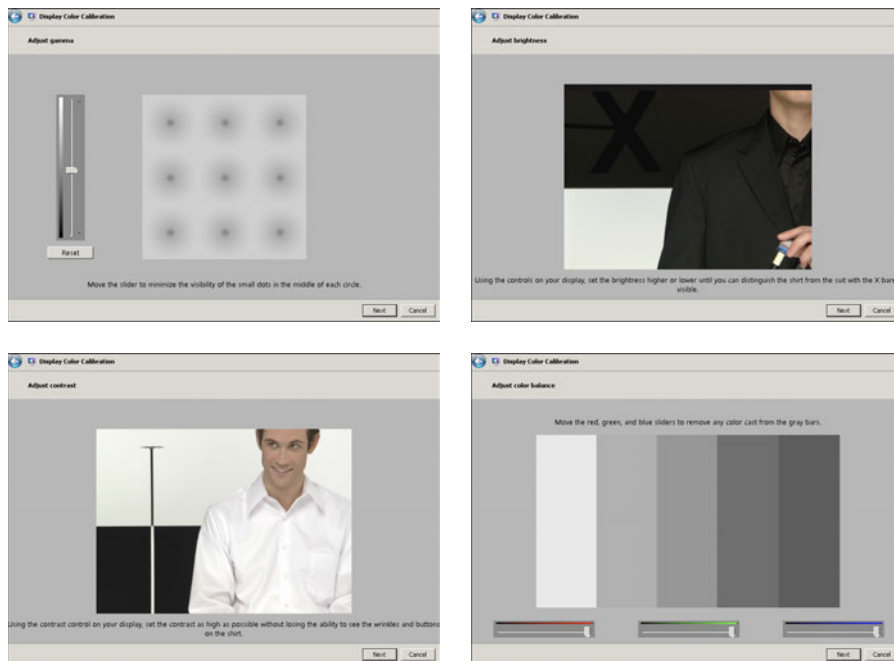 Display Color Calibration
Adjust gamma
Reset
Move the slider to minimize the visibility of the small dots in the middle of each circle.
Next
Cancel
Display Color Calibration
Adjust brightness
X
Using the controls on your display, set the brightness higher or lower until you can distinguish the shirt from the suit with the X bare
visible.
Next
Cancel
Display Color Calibration
Adjust contrast
Using the contrast control on your display, set the contrast as high as possible without losing the ability to see the wrinkles and buttons
on the shirt.
Next
Cancel
Display Color Calibration
Adjust color balance
Move the red, green, and blue sliders to remove any color cast from the gray bars.
Next
Cancel